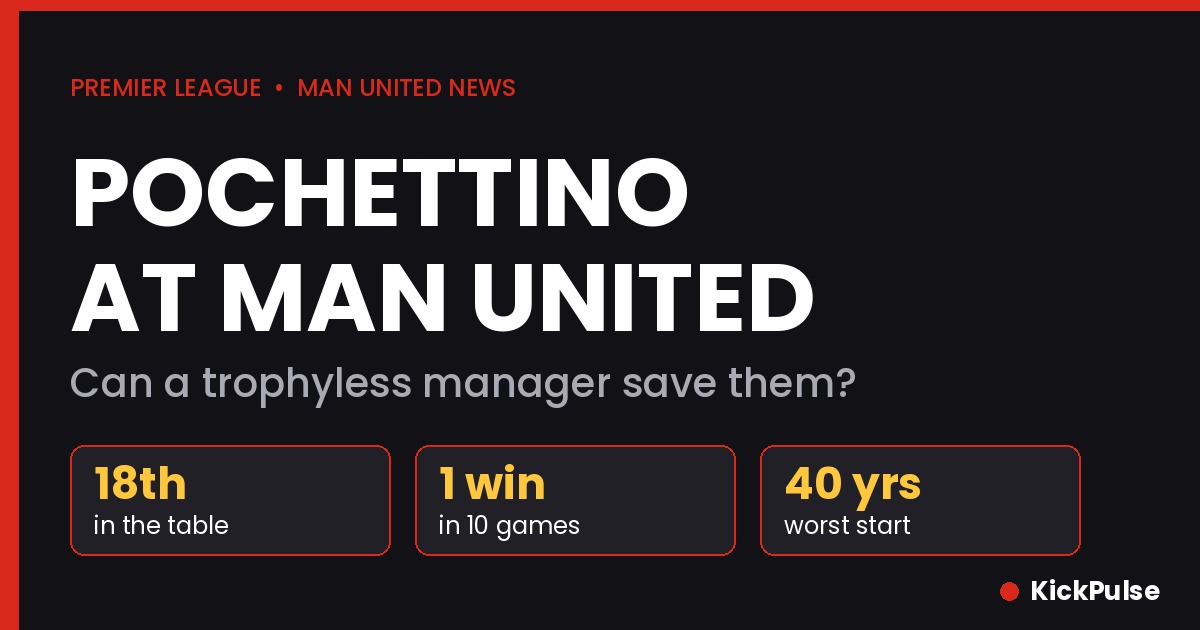 PREMIER LEAGUE • MAN UNITED NEWS
POCHETTINO
AT MAN UNITED
Can a trophyless manager save them?
18th
in the table
1 win
in 10 games
40 yrs
worst start
KickPulse